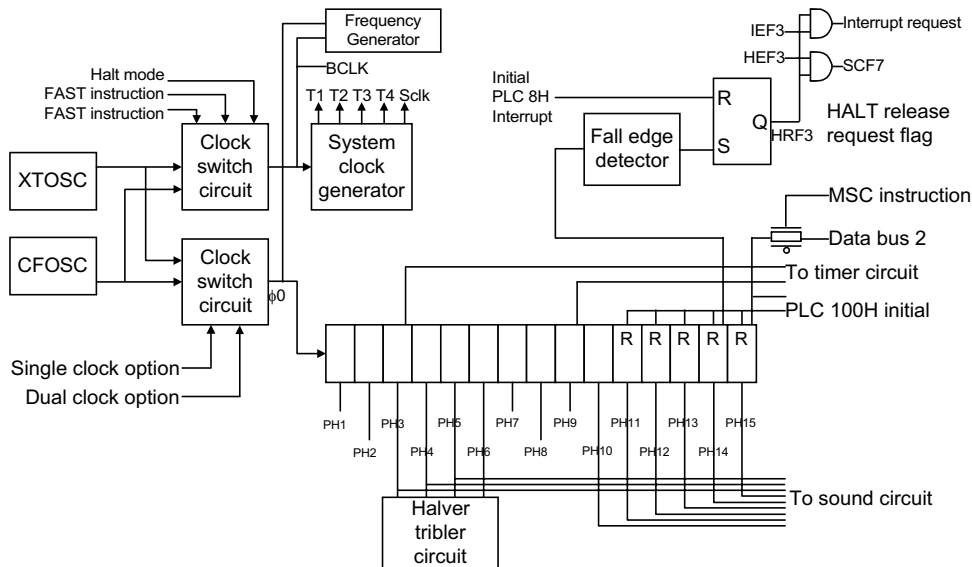 Frequency
Generator
BCLK
Halt mode
FAST instruction
FAST instruction
T1 T2 T3 T4 Sclk
XTOSC
Clock
switch
circuit
System
clock
generator
CFOSC
Clock
switch
circuit
ϕ0
Single clock option
Dual clock option
Initial
PLC 8H
Interrupt
Fall edge
detector
R
S
Q
HRF3
IEF3
HEF3
Interrupt request
SCF7
HALT release
request flag
MSC instruction
Data bus 2
To timer circuit
PLC 100H initial
R R R R R
PH1
PH2
PH3
PH4
PH5
PH6
PH7
PH8
PH9
PH10
PH11
PH12
PH13
PH14
PH15
Halver
tribler
circuit
To sound circuit